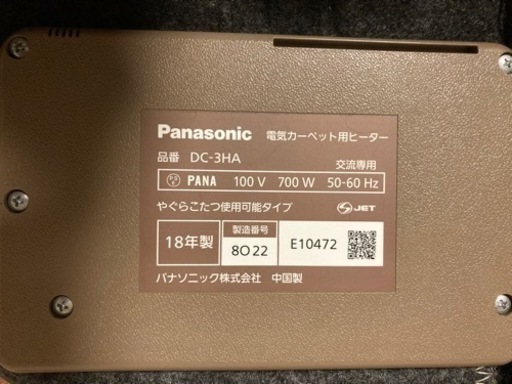 Panasonic 電気カーペット用ヒーター
品番 DC-3HA 交流専用
PS E PANA 100 V 700 W 50-60 Hz
やぐらこたつ使用可能タイプ S JET
18年製 製造番号 8O22 E10472
パナソニック株式会社 中国製